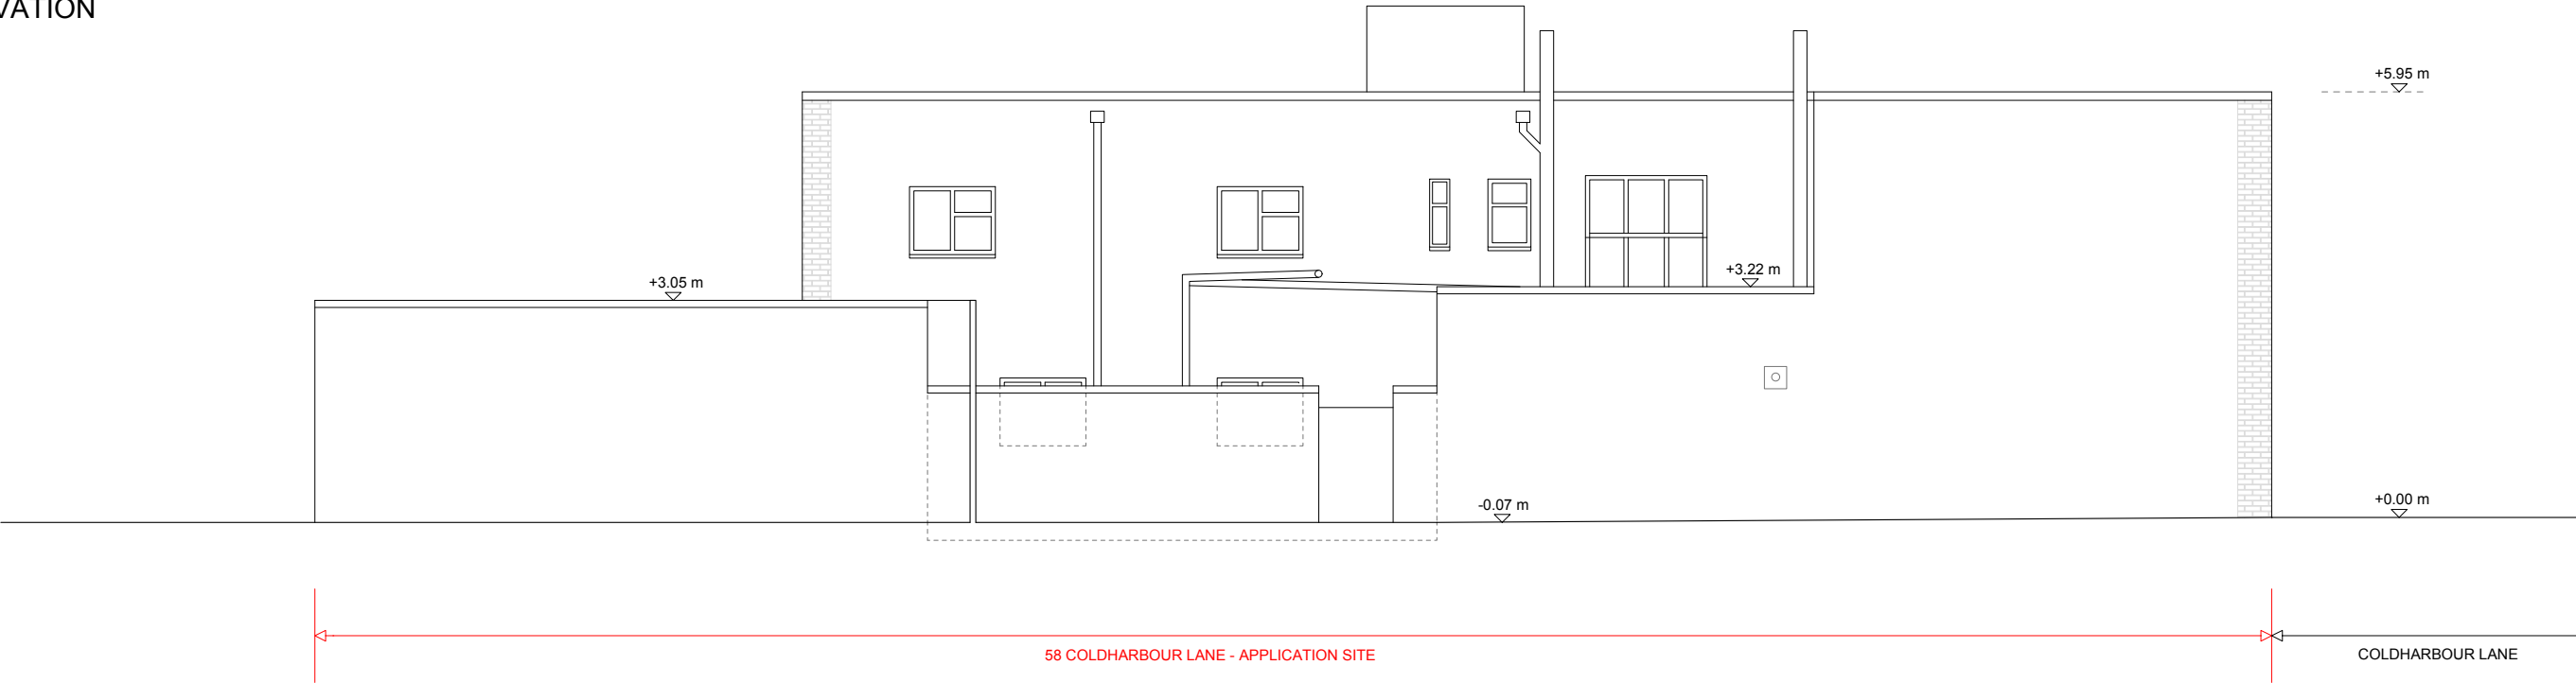 VATION
+5.95 m
+3.05 m
+3.22 m
-0.07 m
+0.00 m
58 COLDHARBOUR LANE - APPLICATION SITE
COLDHARBOUR LANE